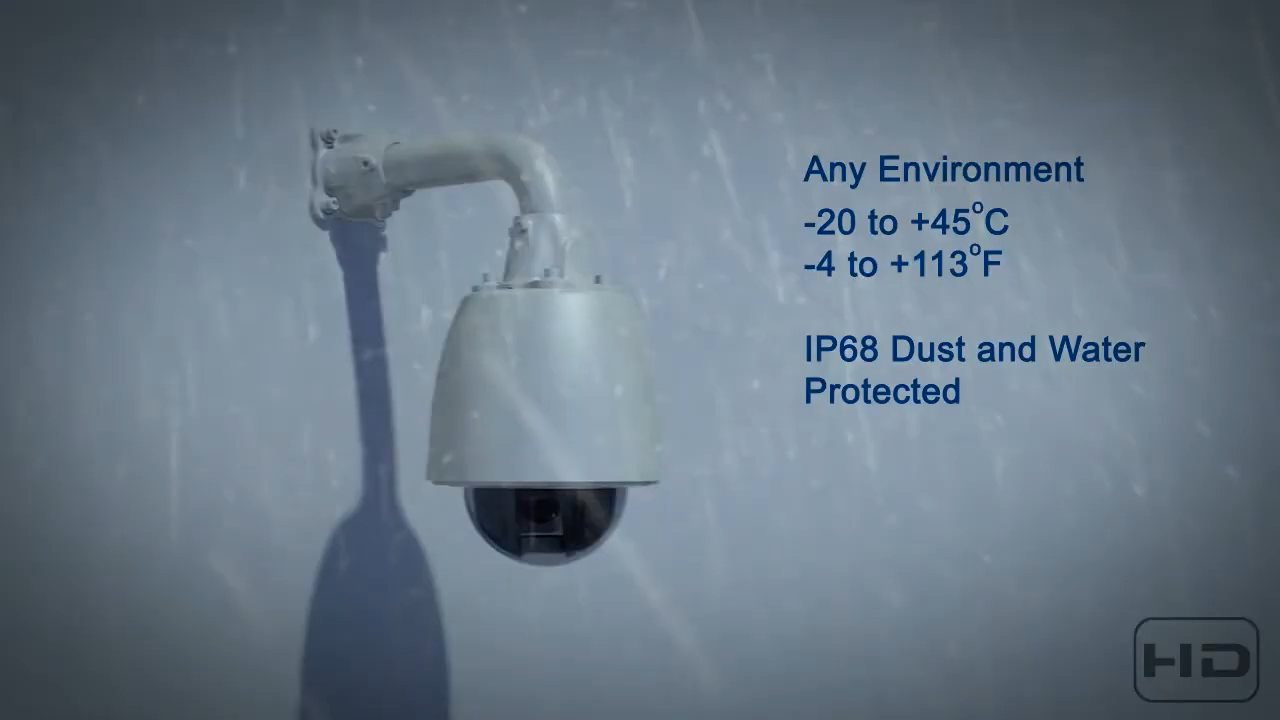 Any Environment
-20 to +45°C
-4 to +113°F
IP68 Dust and Water
Protected
HD